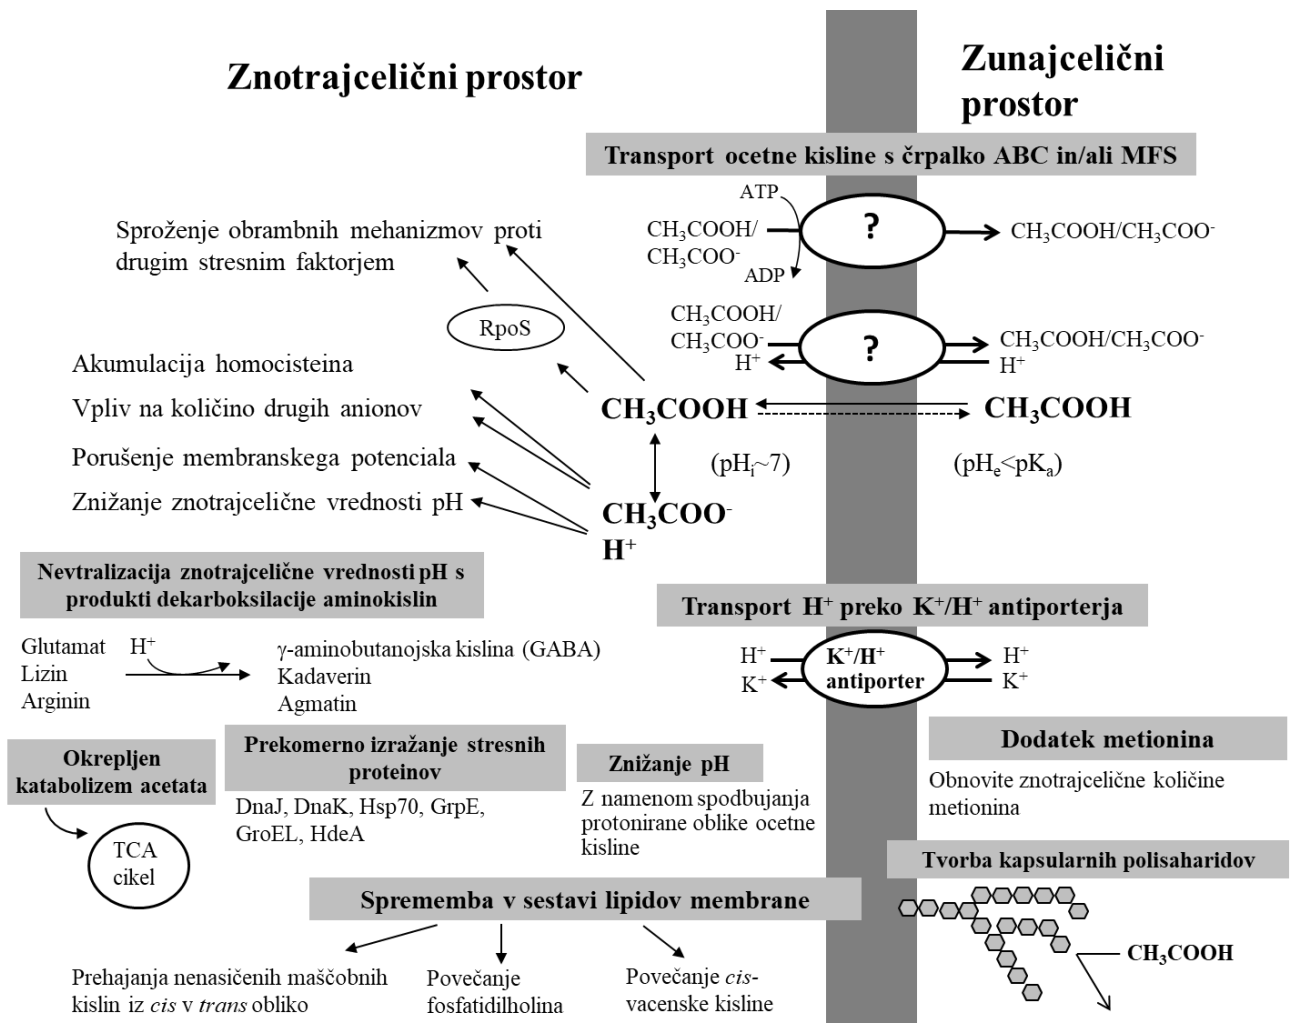 Znotrajcelični prostor
Zunajcelični
prostor
Transport ocetne kisline s črpalko ABC in/ali MFS
ATP
CH₃COOH/
CH₃COO⁻
ADP
?
CH₃COOH/CH₃COO⁻
Sproženje obrambnih mehanizmov proti
drugim stresnim faktorjem
RpoS
CH₃COOH/
CH₃COO⁻
H⁺
?
CH₃COOH/CH₃COO⁻
H⁺
Akumulacija homocisteina
Vpliv na količino drugih anionov
Porušenje membranskega potenciala
Znižanje znotrajcelične vrednosti pH
CH₃COOH
CH₃COOH
(pHᵢ~7)
(pHₑ<pKₐ)
CH₃COO⁻
H⁺
Nevtralizacija znotrajcelične vrednosti pH s
produkti dekarboksilacije aminokislin
Glutamat
Lizin
Arginin
H⁺
γ-aminobutanojska kislina (GABA)
Kadaverin
Agmatin
Transport H⁺ preko K⁺/H⁺ antiporterja
H⁺
K⁺
K⁺/H⁺
antiporter
H⁺
K⁺
Okrepljen
katabolizem acetata
TCA
cikel
Prekomerno izražanje stresnih
proteinov
DnaJ, DnaK, Hsp70, GrpE,
GroEL, HdeA
Znižanje pH
Z namenom spodbujanja
protonirane oblike ocetne
kisline
Dodatek metionina
Obnovite znotrajcelične količine
metionina
Tvorba kapsularnih polisaharidov
CH₃COOH
Sprememba v sestavi lipidov membrane
Prehajanja nenasičenih maščobnih
kislin iz cis v trans obliko
Povečanje
fosfatidilholina
Povečanje cis-
vacenske kisline